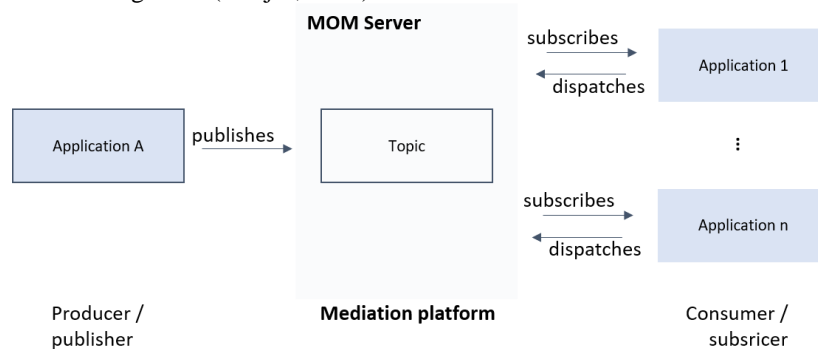 MOM Server
subscribes
Application 1
dispatches
Application A
publishes
Topic
⋮
subscribes
Application n
dispatches
Producer /
publisher
Mediation platform
Consumer /
subsricer